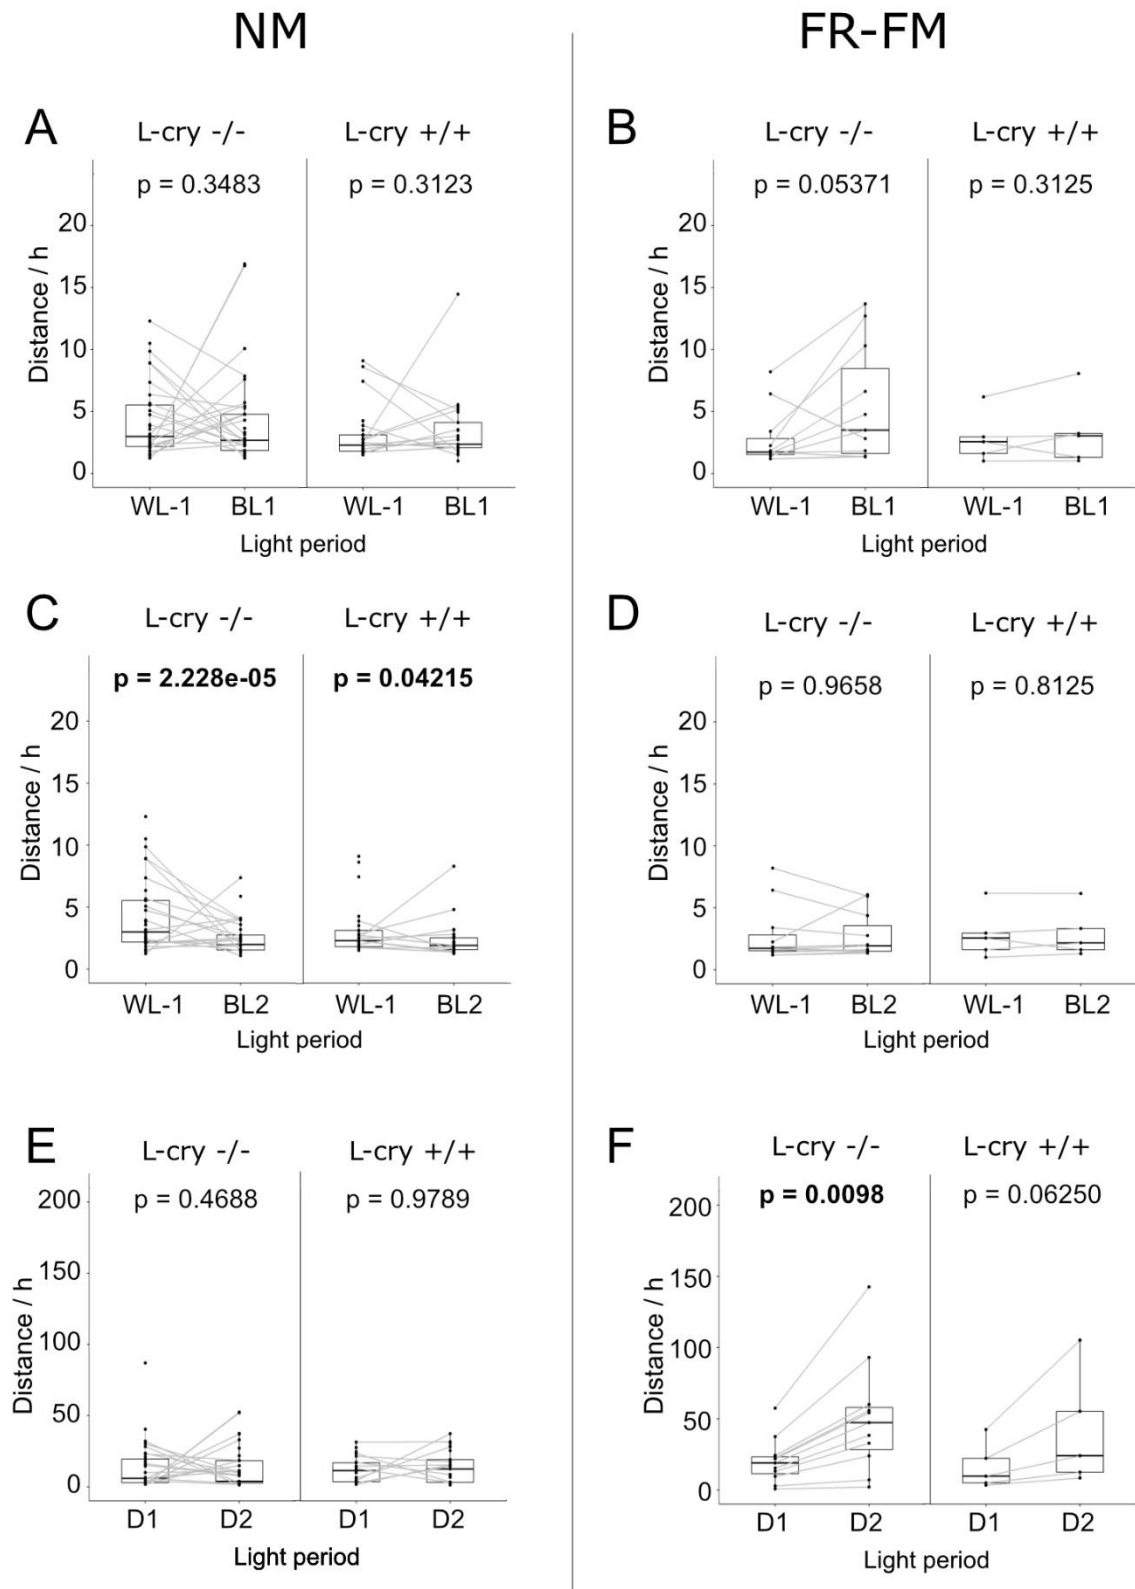 NM
FR-FM
A
L-cry -/-
L-cry +/+
p = 0.3483
p = 0.3123
Distance / h
20
15
10
5
0
WL-1
BL1
WL-1
BL1
Light period
B
L-cry -/-
L-cry +/+
p = 0.05371
p = 0.3125
Distance / h
20
15
10
5
0
WL-1
BL1
WL-1
BL1
Light period
C
L-cry -/-
L-cry +/+
p = 2.228e-05
p = 0.04215
Distance / h
20
15
10
5
0
WL-1
BL2
WL-1
BL2
Light period
D
L-cry -/-
L-cry +/+
p = 0.9658
p = 0.8125
Distance / h
20
15
10
5
0
WL-1
BL2
WL-1
BL2
Light period
E
L-cry -/-
L-cry +/+
p = 0.4688
p = 0.9789
Distance / h
200
150
100
50
0
D1
D2
D1
D2
Light period
F
L-cry -/-
L-cry +/+
p = 0.0098
p = 0.06250
Distance / h
200
150
100
50
0
D1
D2
D1
D2
Light period